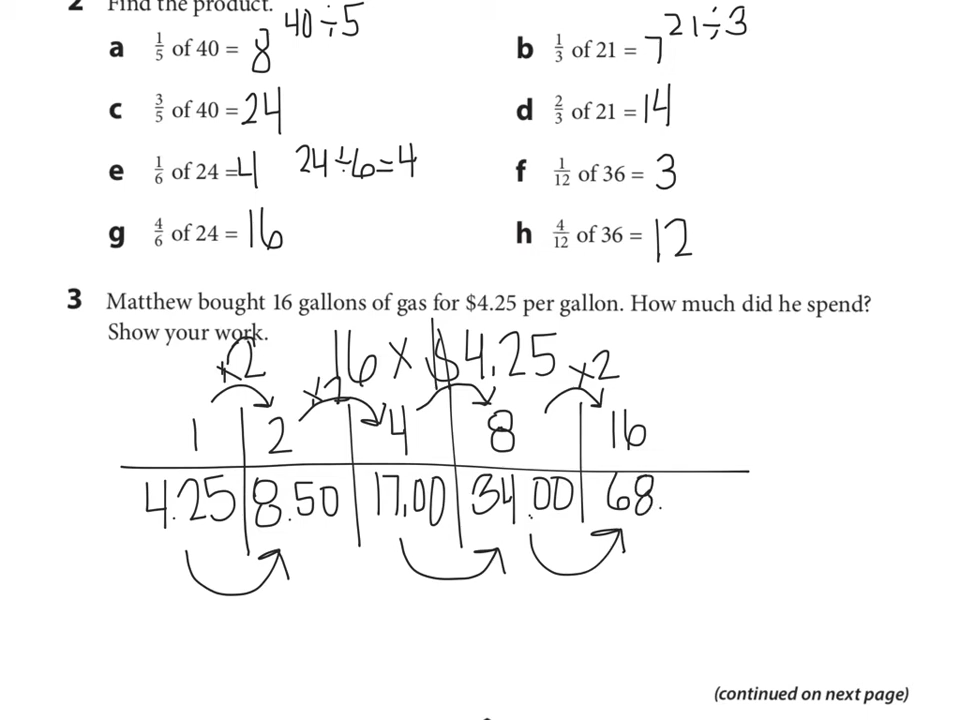 2 Find the product.
a 1/5 of 40 = 8 40÷5
b 1/3 of 21 = 7 21÷3
c 3/5 of 40 = 24
d 2/3 of 21 = 14
e 1/6 of 24 = 4 24÷6=4
f 1/12 of 36 = 3
g 4/6 of 24 = 16
h 4/12 of 36 = 12
3 Matthew bought 16 gallons of gas for $4.25 per gallon. How much did he spend?
Show your work.
×2 16 × $4.25 ×2
×2
1 2 4 8 16
4.25 8.50 17.00 34.00 68.
(continued on next page)